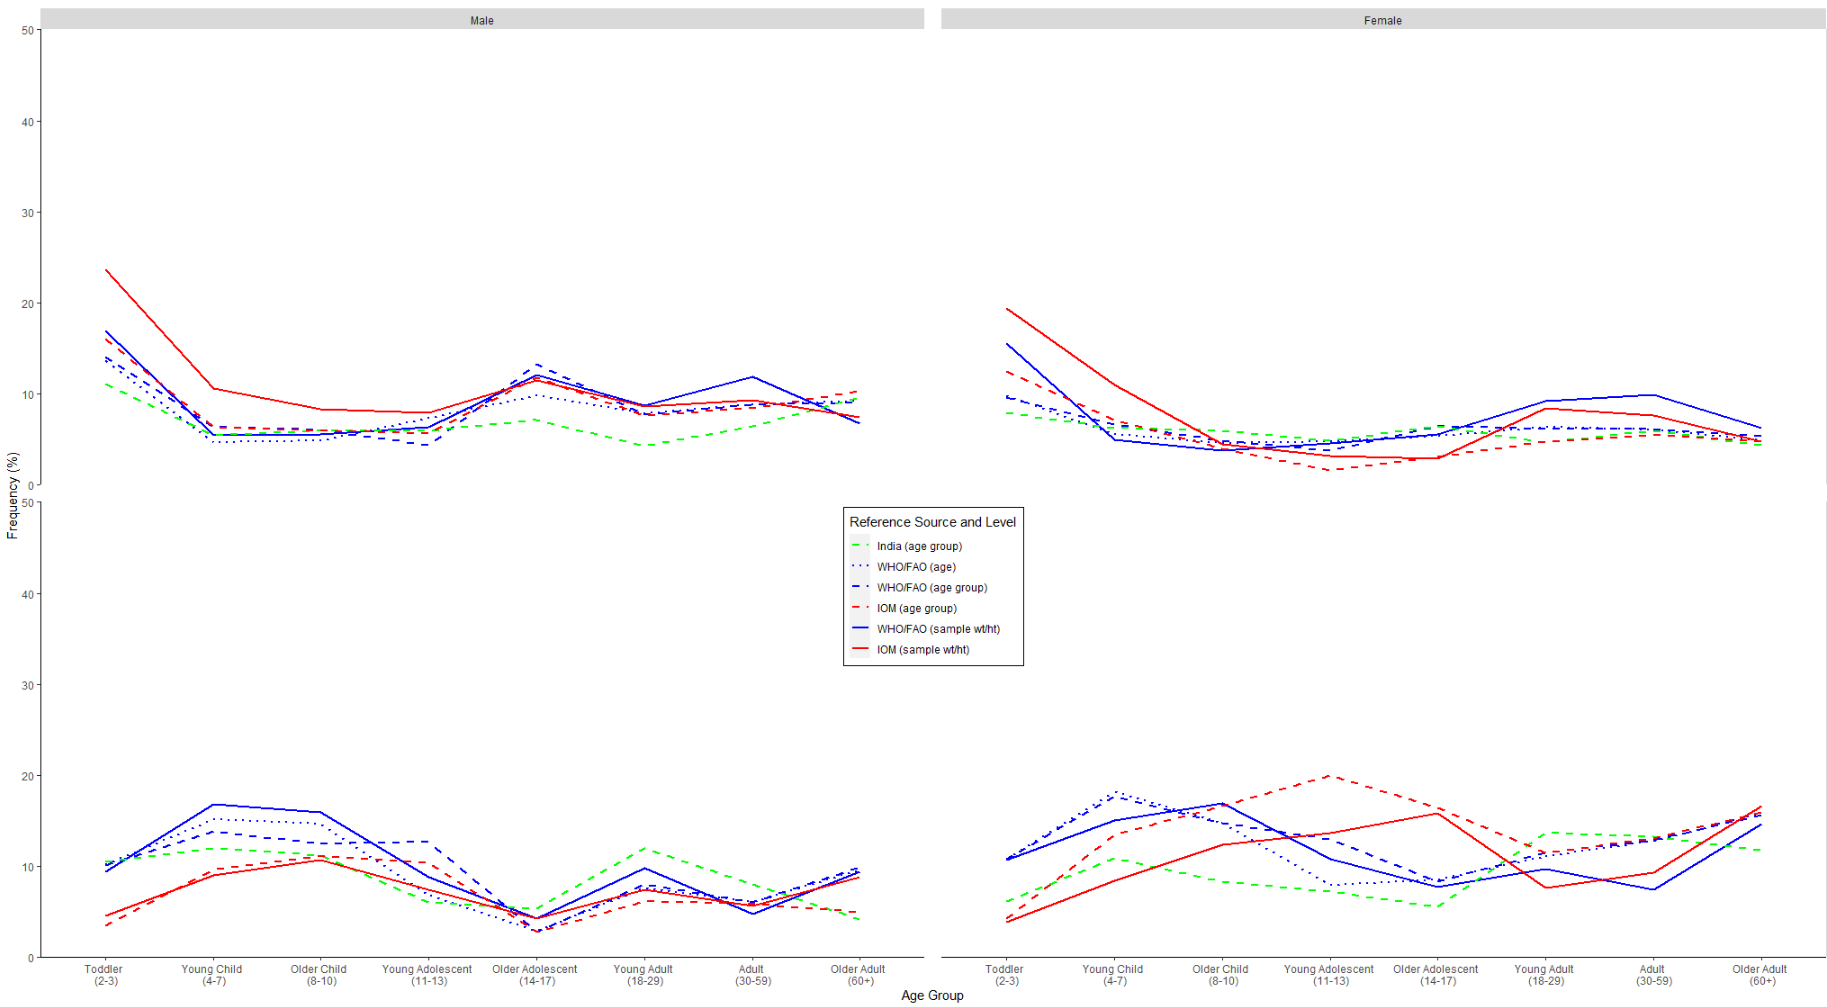 Male
Female
50
40
30
20
10
0
50
40
30
20
10
0
Frequency (%)
Reference Source and Level
India (age group)
WHO/FAO (age)
WHO/FAO (age group)
IOM (age group)
WHO/FAO (sample wt/ht)
IOM (sample wt/ht)
Toddler
(2-3)
Young Child
(4-7)
Older Child
(8-10)
Young Adolescent
(11-13)
Older Adolescent
(14-17)
Young Adult
(18-29)
Adult
(30-59)
Older Adult
(60+)
Toddler
(2-3)
Young Child
(4-7)
Older Child
(8-10)
Young Adolescent
(11-13)
Older Adolescent
(14-17)
Young Adult
(18-29)
Adult
(30-59)
Older Adult
(60+)
Age Group